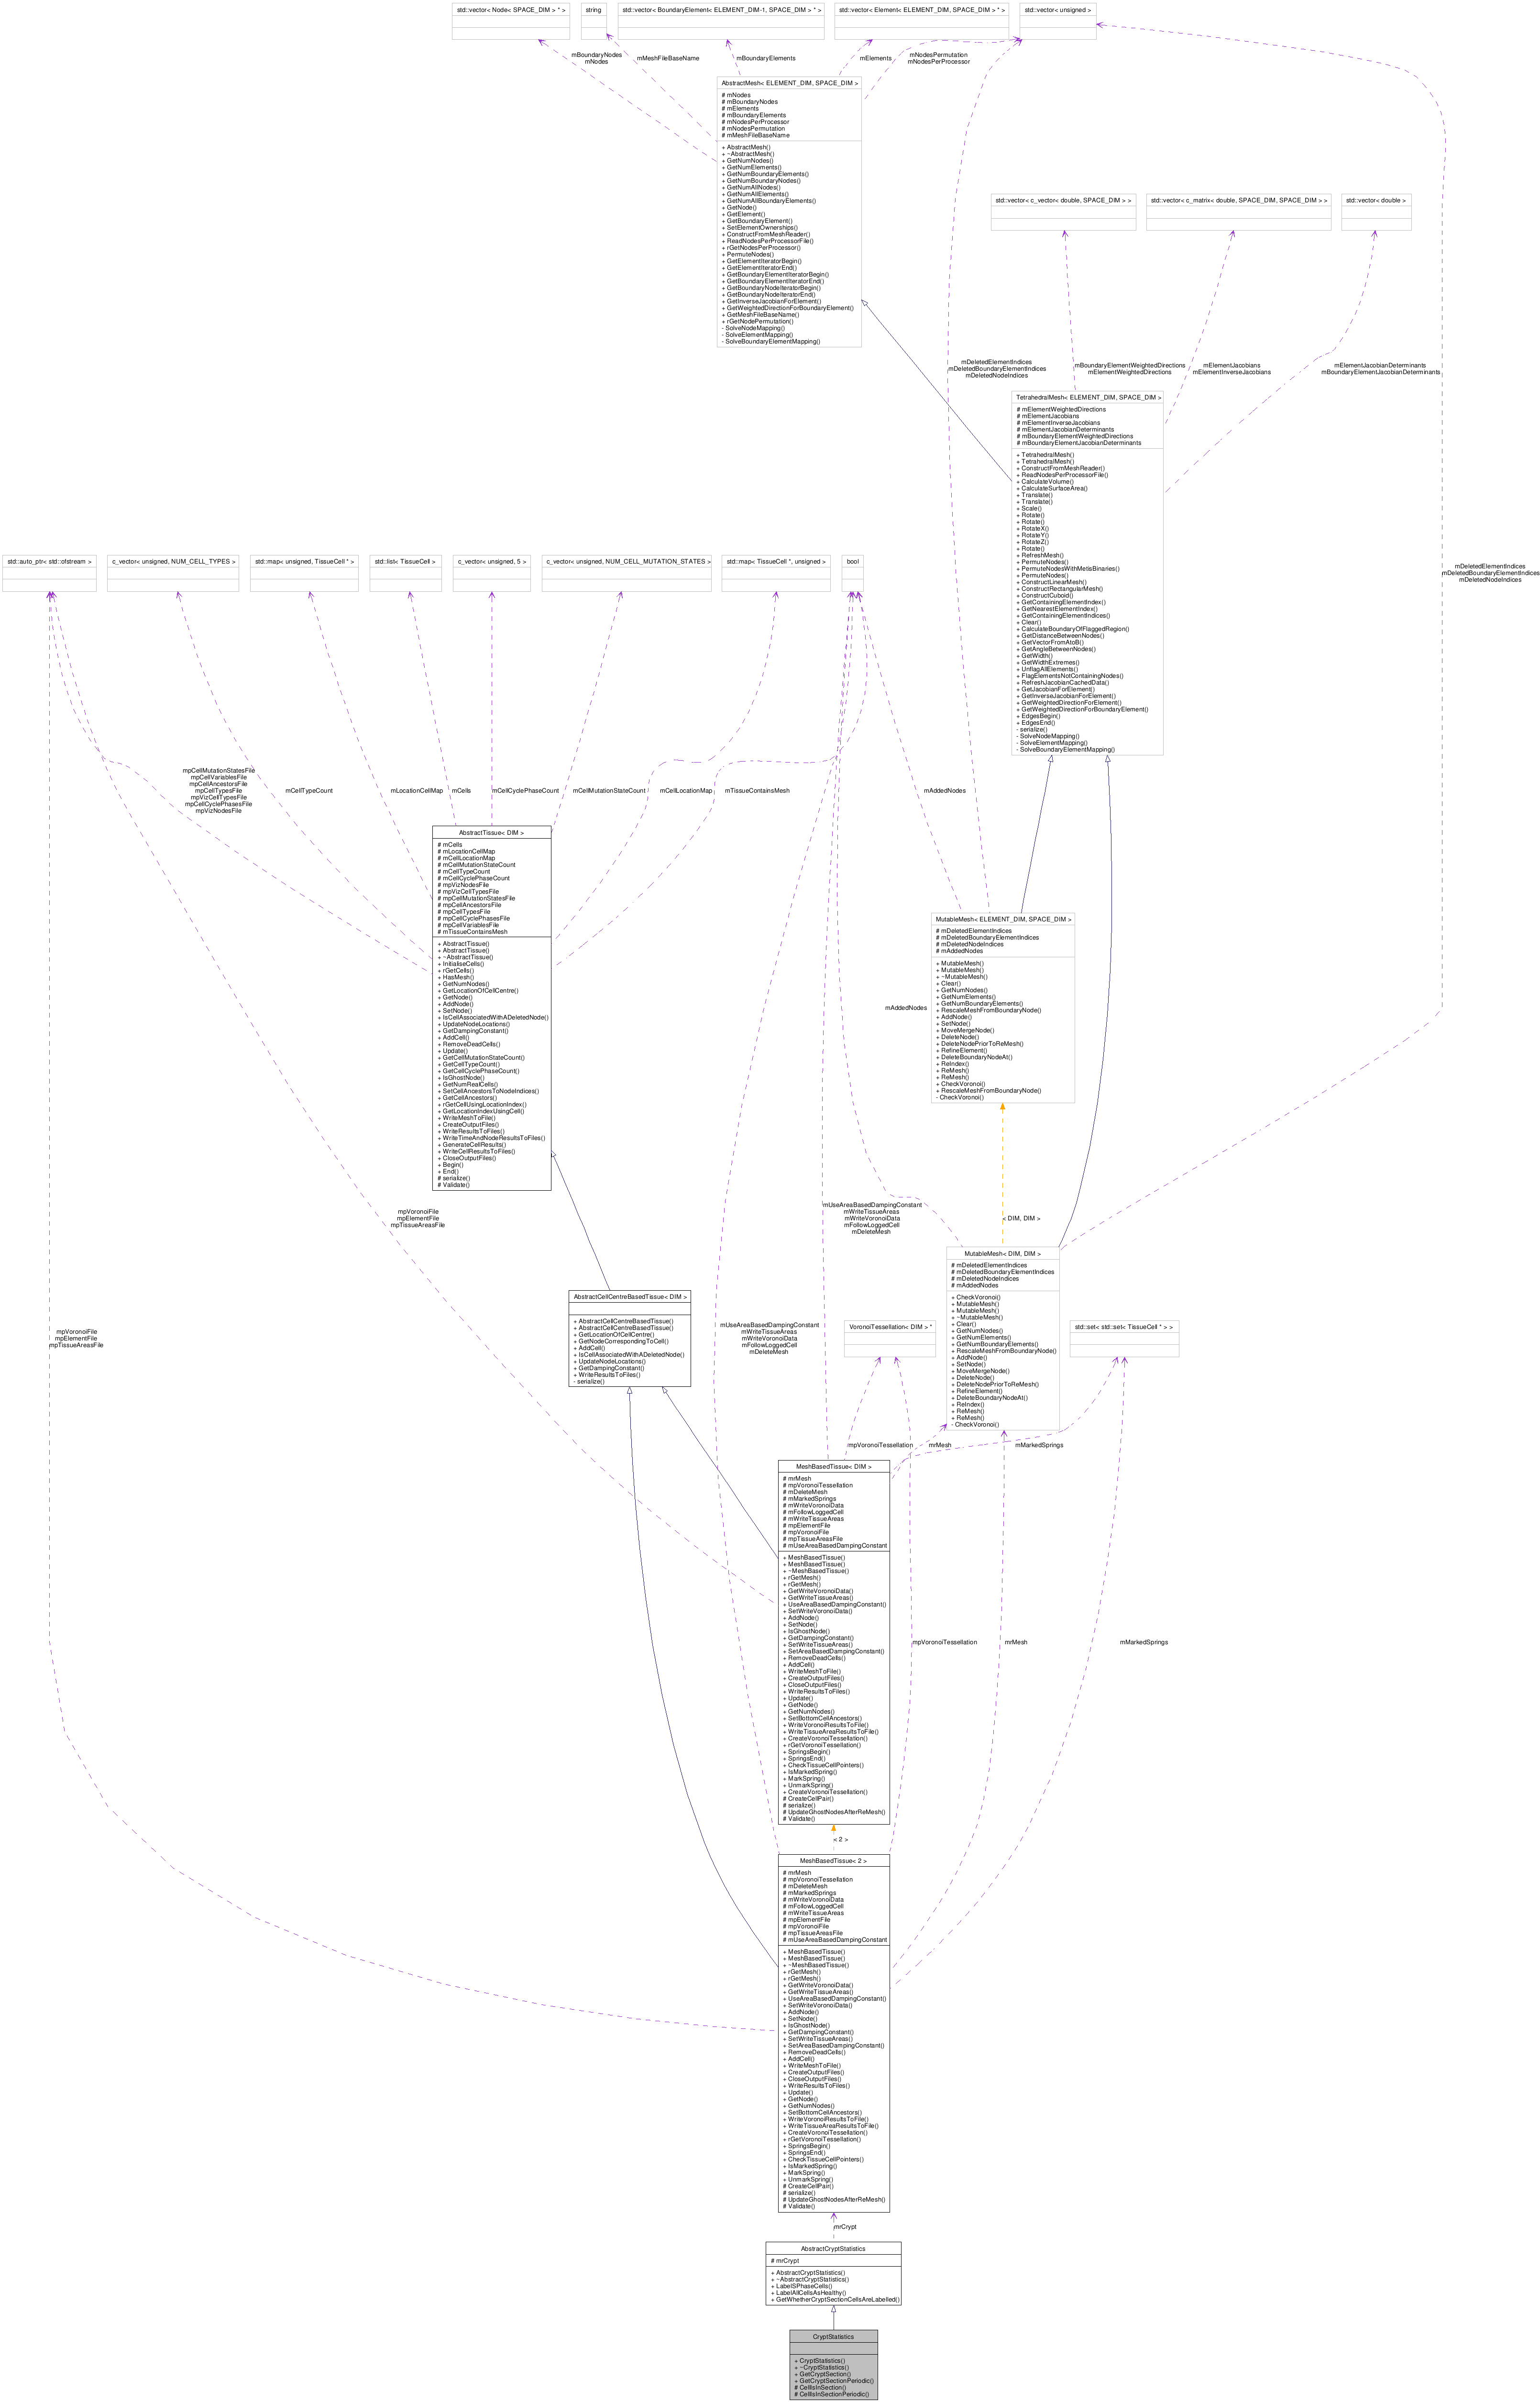 std::vector< Node< SPACE_DIM > * >
string
std::vector< BoundaryElement< ELEMENT_DIM-1, SPACE_DIM > * >
std::vector< Element< ELEMENT_DIM, SPACE_DIM > * >
std::vector< unsigned >
mBoundaryNodes
mNodes
mMeshFileBaseName
mBoundaryElements
mElements
mNodesPermutation
mNodesPerProcessor
AbstractMesh< ELEMENT_DIM, SPACE_DIM >
# mNodes
# mBoundaryNodes
# mElements
# mBoundaryElements
# mNodesPerProcessor
# mNodesPermutation
# mMeshFileBaseName
+ AbstractMesh()
+ ~AbstractMesh()
+ GetNumNodes()
+ GetNumElements()
+ GetNumBoundaryElements()
+ GetNumBoundaryNodes()
+ GetNumAllNodes()
+ GetNumAllElements()
+ GetNumAllBoundaryElements()
+ GetNode()
+ GetElement()
+ GetBoundaryElement()
+ SetElementOwnerships()
+ ConstructFromMeshReader()
+ ReadNodesPerProcessorFile()
+ rGetNodesPerProcessor()
+ PermuteNodes()
+ GetElementIteratorBegin()
+ GetElementIteratorEnd()
+ GetBoundaryElementIteratorBegin()
+ GetBoundaryElementIteratorEnd()
+ GetBoundaryNodeIteratorBegin()
+ GetBoundaryNodeIteratorEnd()
+ GetInverseJacobianForElement()
+ GetWeightedDirectionForBoundaryElement()
+ GetMeshFileBaseName()
+ rGetNodePermutation()
- SolveNodeMapping()
- SolveElementMapping()
- SolveBoundaryElementMapping()
std::vector< c_vector< double, SPACE_DIM > >
std::vector< c_matrix< double, SPACE_DIM, SPACE_DIM > >
std::vector< double >
mDeletedElementIndices
mDeletedBoundaryElementIndices
mDeletedNodeIndices
mBoundaryElementWeightedDirections
mElementWeightedDirections
mElementJacobians
mElementInverseJacobians
mElementJacobianDeterminants
mBoundaryElementJacobianDeterminants
TetrahedralMesh< ELEMENT_DIM, SPACE_DIM >
# mElementWeightedDirections
# mElementJacobians
# mElementInverseJacobians
# mElementJacobianDeterminants
# mBoundaryElementWeightedDirections
# mBoundaryElementJacobianDeterminants
+ TetrahedralMesh()
+ TetrahedralMesh()
+ ConstructFromMeshReader()
+ ReadNodesPerProcessorFile()
+ CalculateVolume()
+ CalculateSurfaceArea()
+ Translate()
+ Translate()
+ Scale()
+ Rotate()
+ Rotate()
+ RotateX()
+ RotateY()
+ RotateZ()
+ Rotate()
+ RefreshMesh()
+ PermuteNodes()
+ PermuteNodesWithMetisBinaries()
+ PermuteNodes()
+ ConstructLinearMesh()
+ ConstructRectangularMesh()
+ ConstructCuboid()
+ GetContainingElementIndex()
+ GetNearestElementIndex()
+ GetContainingElementIndices()
+ Clear()
+ CalculateBoundaryOfFlaggedRegion()
+ GetDistanceBetweenNodes()
+ GetVectorFromAtoB()
+ GetAngleBetweenNodes()
+ GetWidth()
+ GetWidthExtremes()
+ UnflagAllElements()
+ FlagElementsNotContainingNodes()
+ RefreshJacobianCachedData()
+ GetJacobianForElement()
+ GetInverseJacobianForElement()
+ GetWeightedDirectionForElement()
+ GetWeightedDirectionForBoundaryElement()
+ EdgesBegin()
+ EdgesEnd()
- serialize()
- SolveNodeMapping()
- SolveElementMapping()
- SolveBoundaryElementMapping()
std::auto_ptr< std::ofstream >
c_vector< unsigned, NUM_CELL_TYPES >
std::map< unsigned, TissueCell * >
std::list< TissueCell >
c_vector< unsigned, 5 >
c_vector< unsigned, NUM_CELL_MUTATION_STATES >
std::map< TissueCell *, unsigned >
bool
mDeletedElementIndices
mDeletedBoundaryElementIndices
mDeletedNodeIndices
mpCellMutationStatesFile
mpCellVariablesFile
mpCellAncestorsFile
mpCellTypesFile
mpVizCellTypesFile
mpCellCyclePhasesFile
mpVizNodesFile
mCellTypeCount
mLocationCellMap
mCells
mCellCyclePhaseCount
mCellMutationStateCount
mCellLocationMap
mTissueContainsMesh
mAddedNodes
AbstractTissue< DIM >
# mCells
# mLocationCellMap
# mCellLocationMap
# mCellMutationStateCount
# mCellTypeCount
# mCellCyclePhaseCount
# mpVizNodesFile
# mpVizCellTypesFile
# mpCellMutationStatesFile
# mpCellAncestorsFile
# mpCellTypesFile
# mpCellCyclePhasesFile
# mpCellVariablesFile
# mTissueContainsMesh
+ AbstractTissue()
+ AbstractTissue()
+ ~AbstractTissue()
+ InitialiseCells()
+ rGetCells()
+ HasMesh()
+ GetNumNodes()
+ GetLocationOfCellCentre()
+ GetNode()
+ AddNode()
+ SetNode()
+ IsCellAssociatedWithADeletedNode()
+ UpdateNodeLocations()
+ GetDampingConstant()
+ AddCell()
+ RemoveDeadCells()
+ Update()
+ GetCellMutationStateCount()
+ GetCellTypeCount()
+ GetCellCyclePhaseCount()
+ IsGhostNode()
+ GetNumRealCells()
+ SetCellAncestorsToNodeIndices()
+ GetCellAncestors()
+ rGetCellUsingLocationIndex()
+ GetLocationIndexUsingCell()
+ WriteMeshToFile()
+ CreateOutputFiles()
+ WriteResultsToFiles()
+ WriteTimeAndNodeResultsToFiles()
+ GenerateCellResults()
+ WriteCellResultsToFiles()
+ CloseOutputFiles()
+ Begin()
+ End()
# serialize()
# Validate()
MutableMesh< ELEMENT_DIM, SPACE_DIM >
# mDeletedElementIndices
# mDeletedBoundaryElementIndices
# mDeletedNodeIndices
# mAddedNodes
+ MutableMesh()
+ MutableMesh()
+ ~MutableMesh()
+ Clear()
+ GetNumNodes()
+ GetNumElements()
+ GetNumBoundaryElements()
+ RescaleMeshFromBoundaryNode()
+ AddNode()
+ SetNode()
+ MoveMergeNode()
+ DeleteNode()
+ DeleteNodePriorToReMesh()
+ RefineElement()
+ DeleteBoundaryNodeAt()
+ ReIndex()
+ ReMesh()
+ ReMesh()
+ CheckVoronoi()
+ RescaleMeshFromBoundaryNode()
- CheckVoronoi()
mAddedNodes
mpVoronoiFile
mpElementFile
mpTissueAreasFile
mUseAreaBasedDampingConstant
mWriteTissueAreas
mWriteVoronoiData
mFollowLoggedCell
mDeleteMesh
< DIM, DIM >
MutableMesh< DIM, DIM >
# mDeletedElementIndices
# mDeletedBoundaryElementIndices
# mDeletedNodeIndices
# mAddedNodes
+ CheckVoronoi()
+ MutableMesh()
+ MutableMesh()
+ ~MutableMesh()
+ Clear()
+ GetNumNodes()
+ GetNumElements()
+ GetNumBoundaryElements()
+ RescaleMeshFromBoundaryNode()
+ AddNode()
+ SetNode()
+ MoveMergeNode()
+ DeleteNode()
+ DeleteNodePriorToReMesh()
+ RefineElement()
+ DeleteBoundaryNodeAt()
+ ReIndex()
+ ReMesh()
+ ReMesh()
- CheckVoronoi()
AbstractCellCentreBasedTissue< DIM >
+ AbstractCellCentreBasedTissue()
+ AbstractCellCentreBasedTissue()
+ GetLocationOfCellCentre()
+ GetNodeCorrespondingToCell()
+ AddCell()
+ IsCellAssociatedWithADeletedNode()
+ UpdateNodeLocations()
+ GetDampingConstant()
+ WriteResultsToFiles()
- serialize()
mpVoronoiFile
mpElementFile
mpTissueAreasFile
mUseAreaBasedDampingConstant
mWriteTissueAreas
mWriteVoronoiData
mFollowLoggedCell
mDeleteMesh
VoronoiTessellation< DIM > *
std::set< std::set< TissueCell * > >
mpVoronoiTessellation
mrMesh
mMarkedSprings
MeshBasedTissue< DIM >
# mrMesh
# mpVoronoiTessellation
# mDeleteMesh
# mMarkedSprings
# mWriteVoronoiData
# mFollowLoggedCell
# mWriteTissueAreas
# mpElementFile
# mpVoronoiFile
# mpTissueAreasFile
# mUseAreaBasedDampingConstant
+ MeshBasedTissue()
+ MeshBasedTissue()
+ ~MeshBasedTissue()
+ rGetMesh()
+ rGetMesh()
+ GetWriteVoronoiData()
+ GetWriteTissueAreas()
+ UseAreaBasedDampingConstant()
+ SetWriteVoronoiData()
+ AddNode()
+ SetNode()
+ IsGhostNode()
+ GetDampingConstant()
+ SetWriteTissueAreas()
+ SetAreaBasedDampingConstant()
+ RemoveDeadCells()
+ AddCell()
+ WriteMeshToFile()
+ CreateOutputFiles()
+ CloseOutputFiles()
+ WriteResultsToFiles()
+ Update()
+ GetNode()
+ GetNumNodes()
+ SetBottomCellAncestors()
+ WriteVoronoiResultsToFile()
+ WriteTissueAreaResultsToFile()
+ CreateVoronoiTessellation()
+ rGetVoronoiTessellation()
+ SpringsBegin()
+ SpringsEnd()
+ CheckTissueCellPointers()
+ IsMarkedSpring()
+ MarkSpring()
+ UnmarkSpring()
+ CreateVoronoiTessellation()
# CreateCellPair()
# serialize()
# UpdateGhostNodesAfterReMesh()
# Validate()
mpVoronoiTessellation
mrMesh
mMarkedSprings
< 2 >
MeshBasedTissue< 2 >
# mrMesh
# mpVoronoiTessellation
# mDeleteMesh
# mMarkedSprings
# mWriteVoronoiData
# mFollowLoggedCell
# mWriteTissueAreas
# mpElementFile
# mpVoronoiFile
# mpTissueAreasFile
# mUseAreaBasedDampingConstant
+ MeshBasedTissue()
+ MeshBasedTissue()
+ ~MeshBasedTissue()
+ rGetMesh()
+ rGetMesh()
+ GetWriteVoronoiData()
+ GetWriteTissueAreas()
+ UseAreaBasedDampingConstant()
+ SetWriteVoronoiData()
+ AddNode()
+ SetNode()
+ IsGhostNode()
+ GetDampingConstant()
+ SetWriteTissueAreas()
+ SetAreaBasedDampingConstant()
+ RemoveDeadCells()
+ AddCell()
+ WriteMeshToFile()
+ CreateOutputFiles()
+ CloseOutputFiles()
+ WriteResultsToFiles()
+ Update()
+ GetNode()
+ GetNumNodes()
+ SetBottomCellAncestors()
+ WriteVoronoiResultsToFile()
+ WriteTissueAreaResultsToFile()
+ CreateVoronoiTessellation()
+ rGetVoronoiTessellation()
+ SpringsBegin()
+ SpringsEnd()
+ CheckTissueCellPointers()
+ IsMarkedSpring()
+ MarkSpring()
+ UnmarkSpring()
# CreateCellPair()
# serialize()
# UpdateGhostNodesAfterReMesh()
# Validate()
mrCrypt
AbstractCryptStatistics
# mrCrypt
+ AbstractCryptStatistics()
+ ~AbstractCryptStatistics()
+ LabelSPhaseCells()
+ LabelAllCellsAsHealthy()
+ GetWhetherCryptSectionCellsAreLabelled()
CryptStatistics
+ CryptStatistics()
+ ~CryptStatistics()
+ GetCryptSection()
+ GetCryptSectionPeriodic()
# CellIsInSection()
# CellIsInSectionPeriodic()